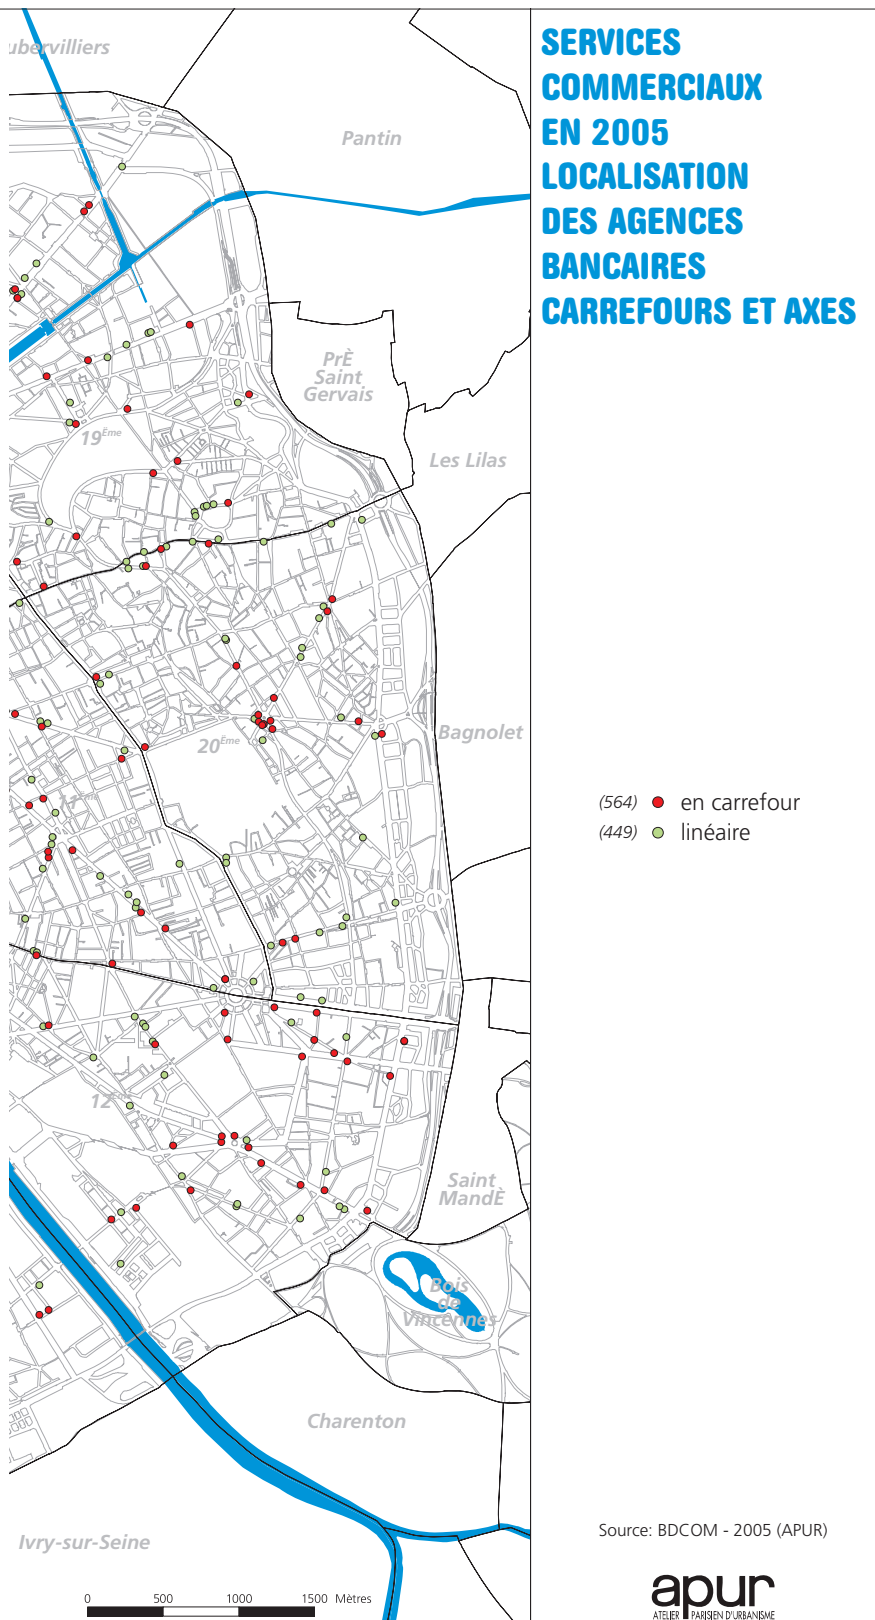 SERVICES
COMMERCIAUX
EN 2005
LOCALISATION
DES AGENCES
BANCAIRES
CARREFOURS ET AXES
ubervilliers
Pantin
PrÈ
Saint
Gervais
19Ème
Les Lilas
20Ème
Bagnolet
11Ème
(564) en carrefour
(449) linéaire
12
Saint
MandÈ
Bois
de
Vincennes
Charenton
Ivry-sur-Seine
0 500 1000 1500 Mètres
Source: BDCOM - 2005 (APUR)
apur
ATELIER PARISIEN D'URBANISME